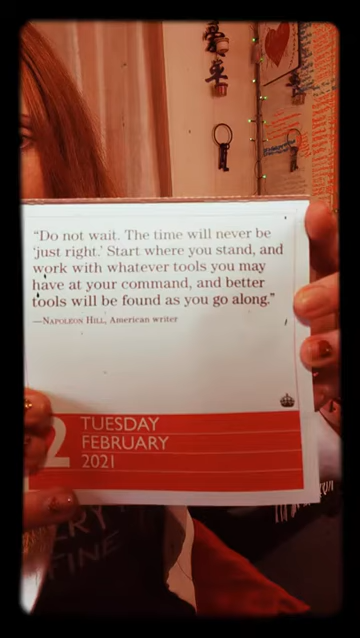 “Do not wait. The time will never be
‘just right.’ Start where you stand, and
work with whatever tools you may
have at your command, and better
tools will be found as you go along.”
—NAPOLEON HILL, American writer
2 TUESDAY
FEBRUARY
2021
FINE